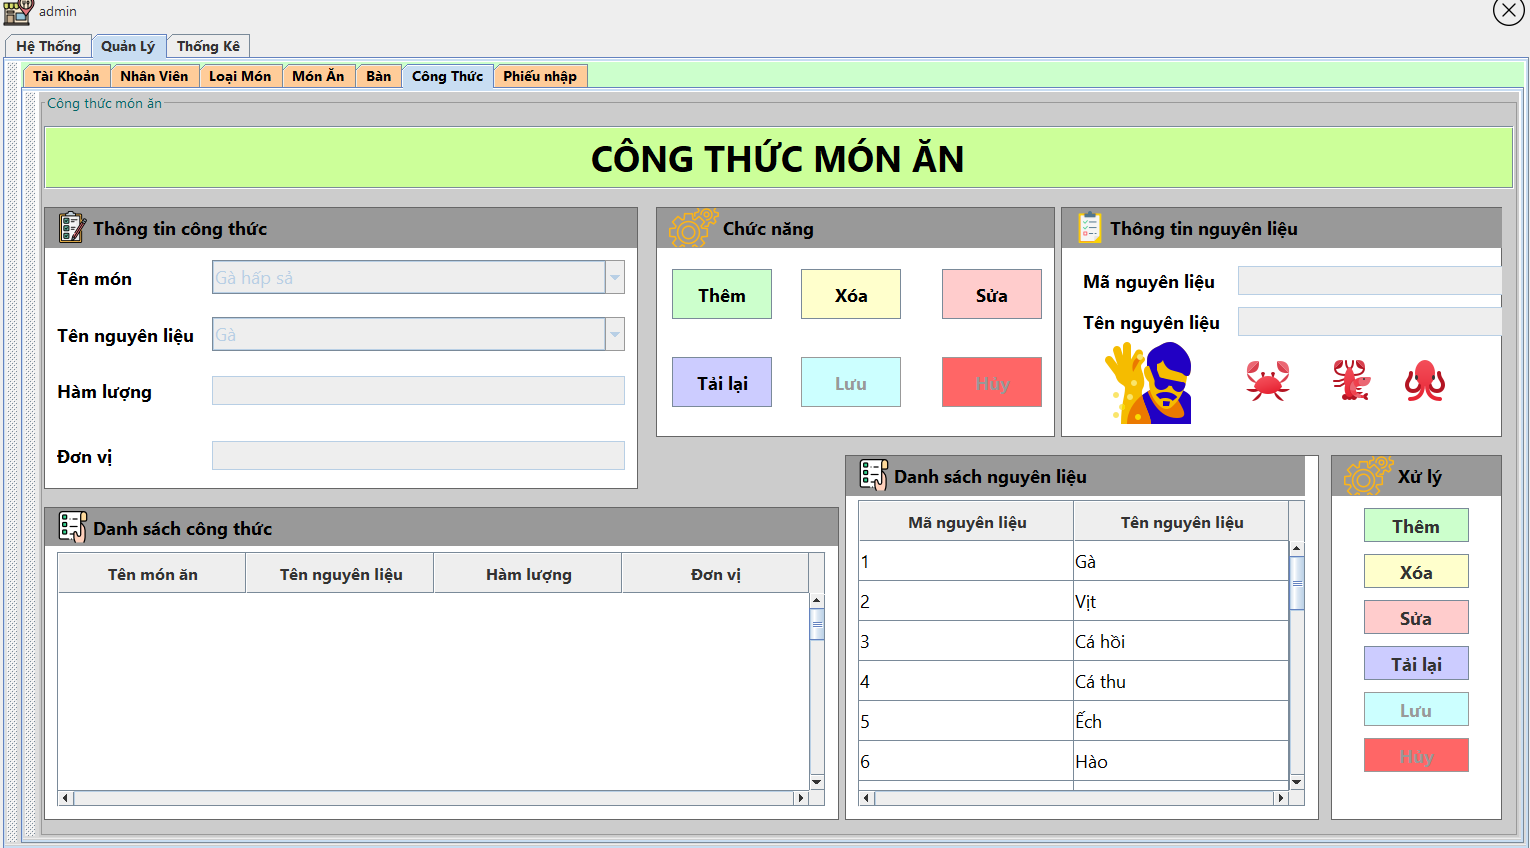 admin
Hệ Thống Quản Lý Thống Kê
Tài Khoản Nhân Viên Loại Món Món Ăn Bàn Công Thức Phiếu nhập
Công thức món ăn
CÔNG THỨC MÓN ĂN
Thông tin công thức
Tên món Gà hấp sả
Tên nguyên liệu Gà
Hàm lượng
Đơn vị
Chức năng
Thêm Xóa Sửa
Tải lại Lưu Hủy
Thông tin nguyên liệu
Mã nguyên liệu
Tên nguyên liệu
Danh sách công thức
Tên món ăn Tên nguyên liệu Hàm lượng Đơn vị
Danh sách nguyên liệu
Mã nguyên liệu Tên nguyên liệu
1 Gà
2 Vịt
3 Cá hồi
4 Cá thu
5 Ếch
6 Hào
Xử lý
Thêm
Xóa
Sửa
Tải lại
Lưu
Hủy